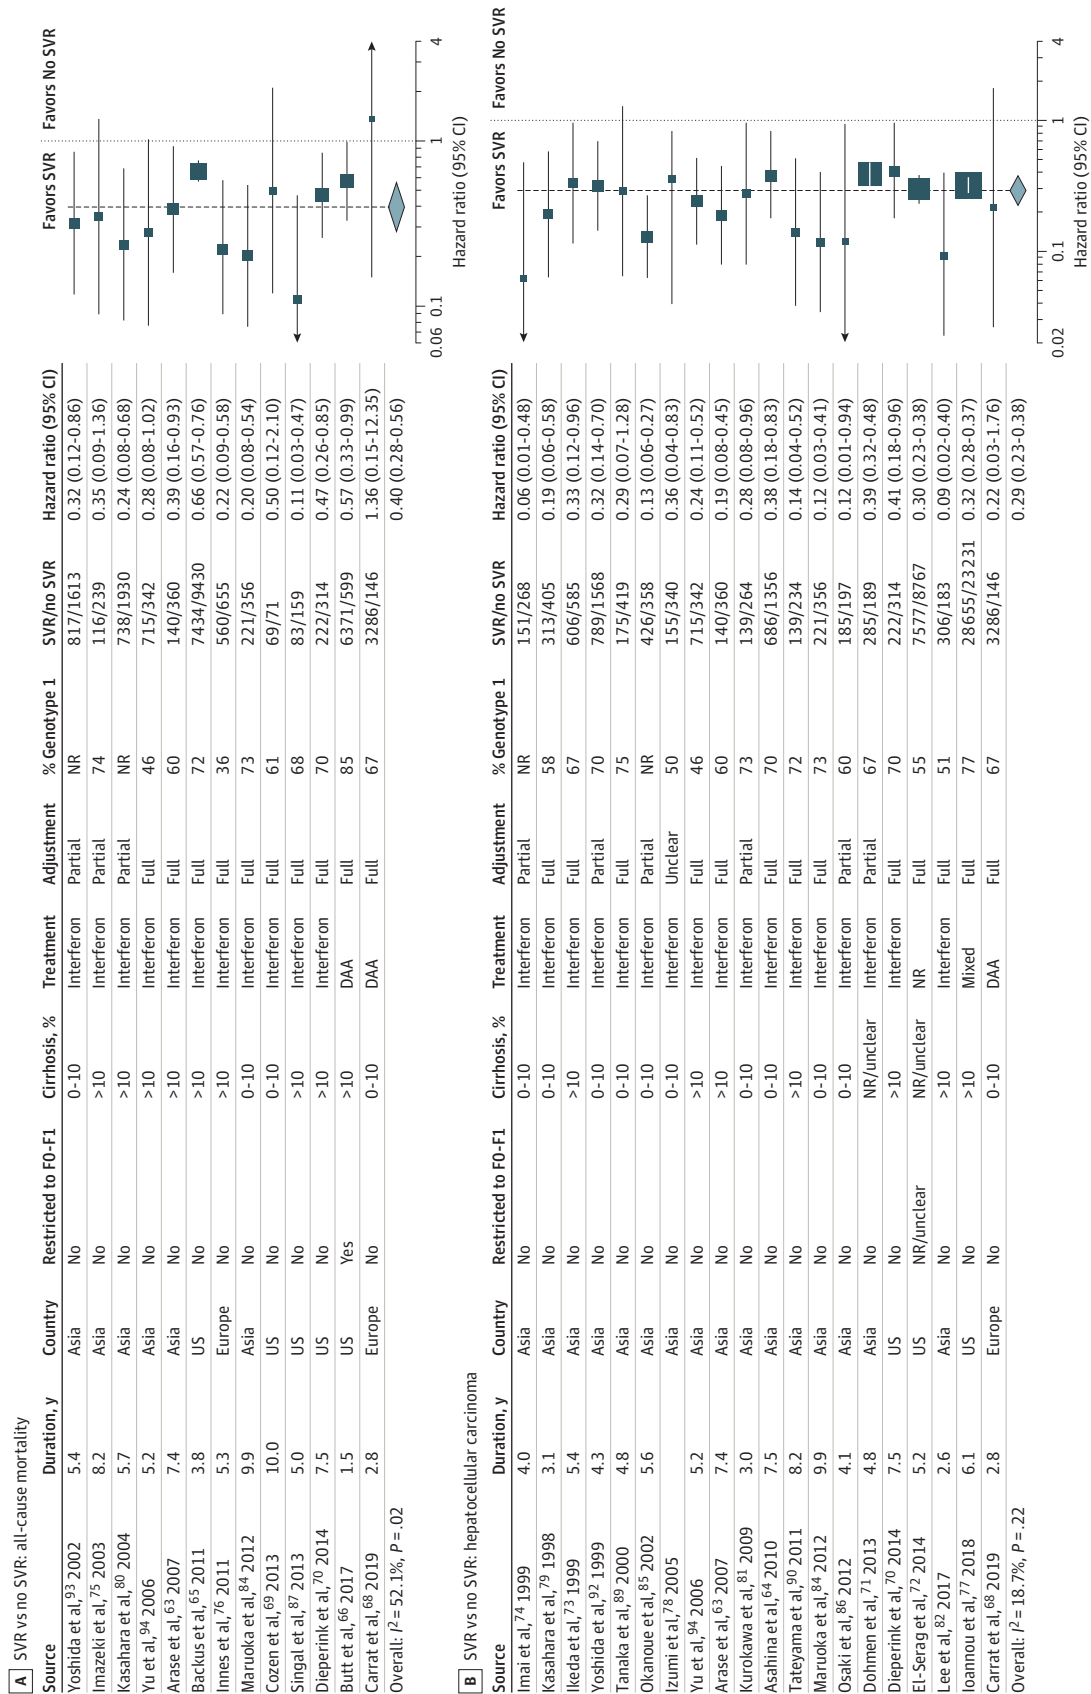 A SVR vs no SVR: all-cause mortality
Source Duration, y Country Restricted to F0-F1 Cirrhosis, % Treatment Adjustment % Genotype 1 SVR/no SVR Hazard ratio (95% CI) Favors SVR Favors No SVR
Yoshida et al,93 2002 5.4 Asia No 0-10 Interferon Partial NR 817/1613 0.32 (0.12-0.86)
Imazeki et al,75 2003 8.2 Asia No >10 Interferon Partial 74 116/239 0.35 (0.09-1.36)
Kasahara et al,80 2004 5.7 Asia No >10 Interferon Partial NR 738/1930 0.24 (0.08-0.68)
Yu et al,94 2006 5.2 Asia No >10 Interferon Full 46 715/342 0.28 (0.08-1.02)
Arase et al,63 2007 7.4 Asia No >10 Interferon Full 60 140/360 0.39 (0.16-0.93)
Backus et al,65 2011 3.8 US No >10 Interferon Full 72 7434/9430 0.66 (0.57-0.76)
Innes et al,76 2011 5.3 Europe No >10 Interferon Full 36 560/655 0.22 (0.09-0.58)
Maruoka et al,84 2012 9.9 Asia No 0-10 Interferon Full 73 221/356 0.20 (0.08-0.54)
Cozen et al,69 2013 10.0 US No 0-10 Interferon Full 61 69/71 0.50 (0.12-2.10)
Singal et al,87 2013 5.0 US No >10 Interferon Full 68 83/159 0.11 (0.03-0.47)
Dieperink et al,70 2014 7.5 US No >10 Interferon Full 70 222/314 0.47 (0.26-0.85)
Butt et al,66 2017 1.5 US Yes >10 DAA Full 85 6371/599 0.57 (0.33-0.99)
Carrat et al,68 2019 2.8 Europe No 0-10 DAA Full 67 3286/146 1.36 (0.15-12.35)
Overall: I2 = 52.1%, P = .02 0.40 (0.28-0.56)
0.06 0.1 1 4
Hazard ratio (95% CI)
B SVR vs no SVR: hepatocellular carcinoma
Source Duration, y Country Restricted to F0-F1 Cirrhosis, % Treatment Adjustment % Genotype 1 SVR/no SVR Hazard ratio (95% CI) Favors SVR Favors No SVR
Imai et al,74 1999 4.0 Asia No 0-10 Interferon Partial NR 151/268 0.06 (0.01-0.48)
Kasahara et al,79 1998 3.1 Asia No 0-10 Interferon Full 58 313/405 0.19 (0.06-0.58)
Ikeda et al,73 1999 5.4 Asia No >10 Interferon Full 67 606/585 0.33 (0.12-0.96)
Yoshida et al,92 1999 4.3 Asia No 0-10 Interferon Partial 70 789/1568 0.32 (0.14-0.70)
Tanaka et al,89 2000 4.8 Asia No 0-10 Interferon Full 75 175/419 0.29 (0.07-1.28)
Okanoue et al,85 2002 5.6 Asia No 0-10 Interferon Partial NR 426/358 0.13 (0.06-0.27)
Izumi et al,78 2005 Asia No 0-10 Interferon Unclear 50 155/340 0.36 (0.04-0.83)
Yu et al,94 2006 5.2 Asia No >10 Interferon Full 46 715/342 0.24 (0.11-0.52)
Arase et al,63 2007 7.4 Asia No >10 Interferon Full 60 140/360 0.19 (0.08-0.45)
Kurokawa et al,81 2009 3.0 Asia No 0-10 Interferon Partial 73 139/264 0.28 (0.08-0.96)
Asahina et al,64 2010 7.5 Asia No 0-10 Interferon Full 70 686/1356 0.38 (0.18-0.83)
Tateyama et al,90 2011 8.2 Asia No >10 Interferon Full 72 139/234 0.14 (0.04-0.52)
Maruoka et al,84 2012 9.9 Asia No 0-10 Interferon Full 73 221/356 0.12 (0.03-0.41)
Osaki et al,86 2012 4.1 Asia No 0-10 Interferon Partial 60 185/197 0.12 (0.01-0.94)
Dohmen et al,71 2013 4.8 Asia No NR/unclear Interferon Partial 67 285/189 0.39 (0.32-0.48)
Dieperink et al,70 2014 7.5 US No >10 Interferon Full 70 222/314 0.41 (0.18-0.96)
El-Serag et al,72 2014 5.2 US NR/unclear NR/unclear NR Full 55 7577/8767 0.30 (0.23-0.38)
Lee et al,82 2017 2.6 Asia No >10 Interferon Full 51 306/183 0.09 (0.02-0.40)
Ioannou et al,77 2018 6.1 US No >10 Mixed Full 77 28655/23231 0.32 (0.28-0.37)
Carrat et al,68 2019 2.8 Europe No 0-10 DAA Full 67 3286/146 0.22 (0.03-1.76)
Overall: I2 = 18.7%, P = .22 0.29 (0.23-0.38)
0.02 0.1 1 4
Hazard ratio (95% CI)